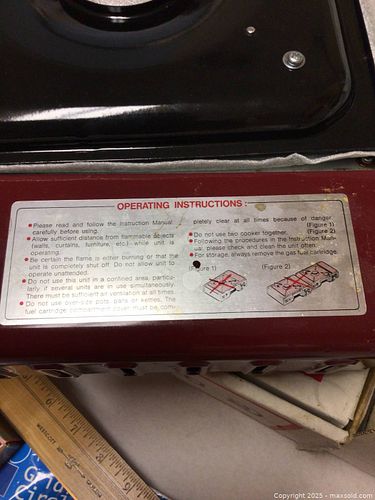 OPERATING INSTRUCTIONS:
• Please read and follow the Instruction Manual
carefully before using.
• Allow sufficient distance from flammable objects
(walls, curtains, furniture, etc.) while unit is
operating.
• Be certain the flame is either burning or that the
unit is completely shut off. Do not allow unit to
operate unattended.
• Do not use this unit in a confined area, particu-
larly if several units are in use simultaneously.
There must be sufficient air ventilation at all times.
• Do not use over-size pots, pans or kettles. The
fuel cartridge compartment cover must be com-
pletely clear at all times because of danger.
(Figure 1)
• Do not use two cooker together. (Figure 2)
• Following the procedures in the Instruction Man-
ual, please check and clean the unit often.
• For storage, always remove the gas fuel cartridge.
(Figure 1) (Figure 2)
WESTCOTT
Copyright 2025 - maxsold.com